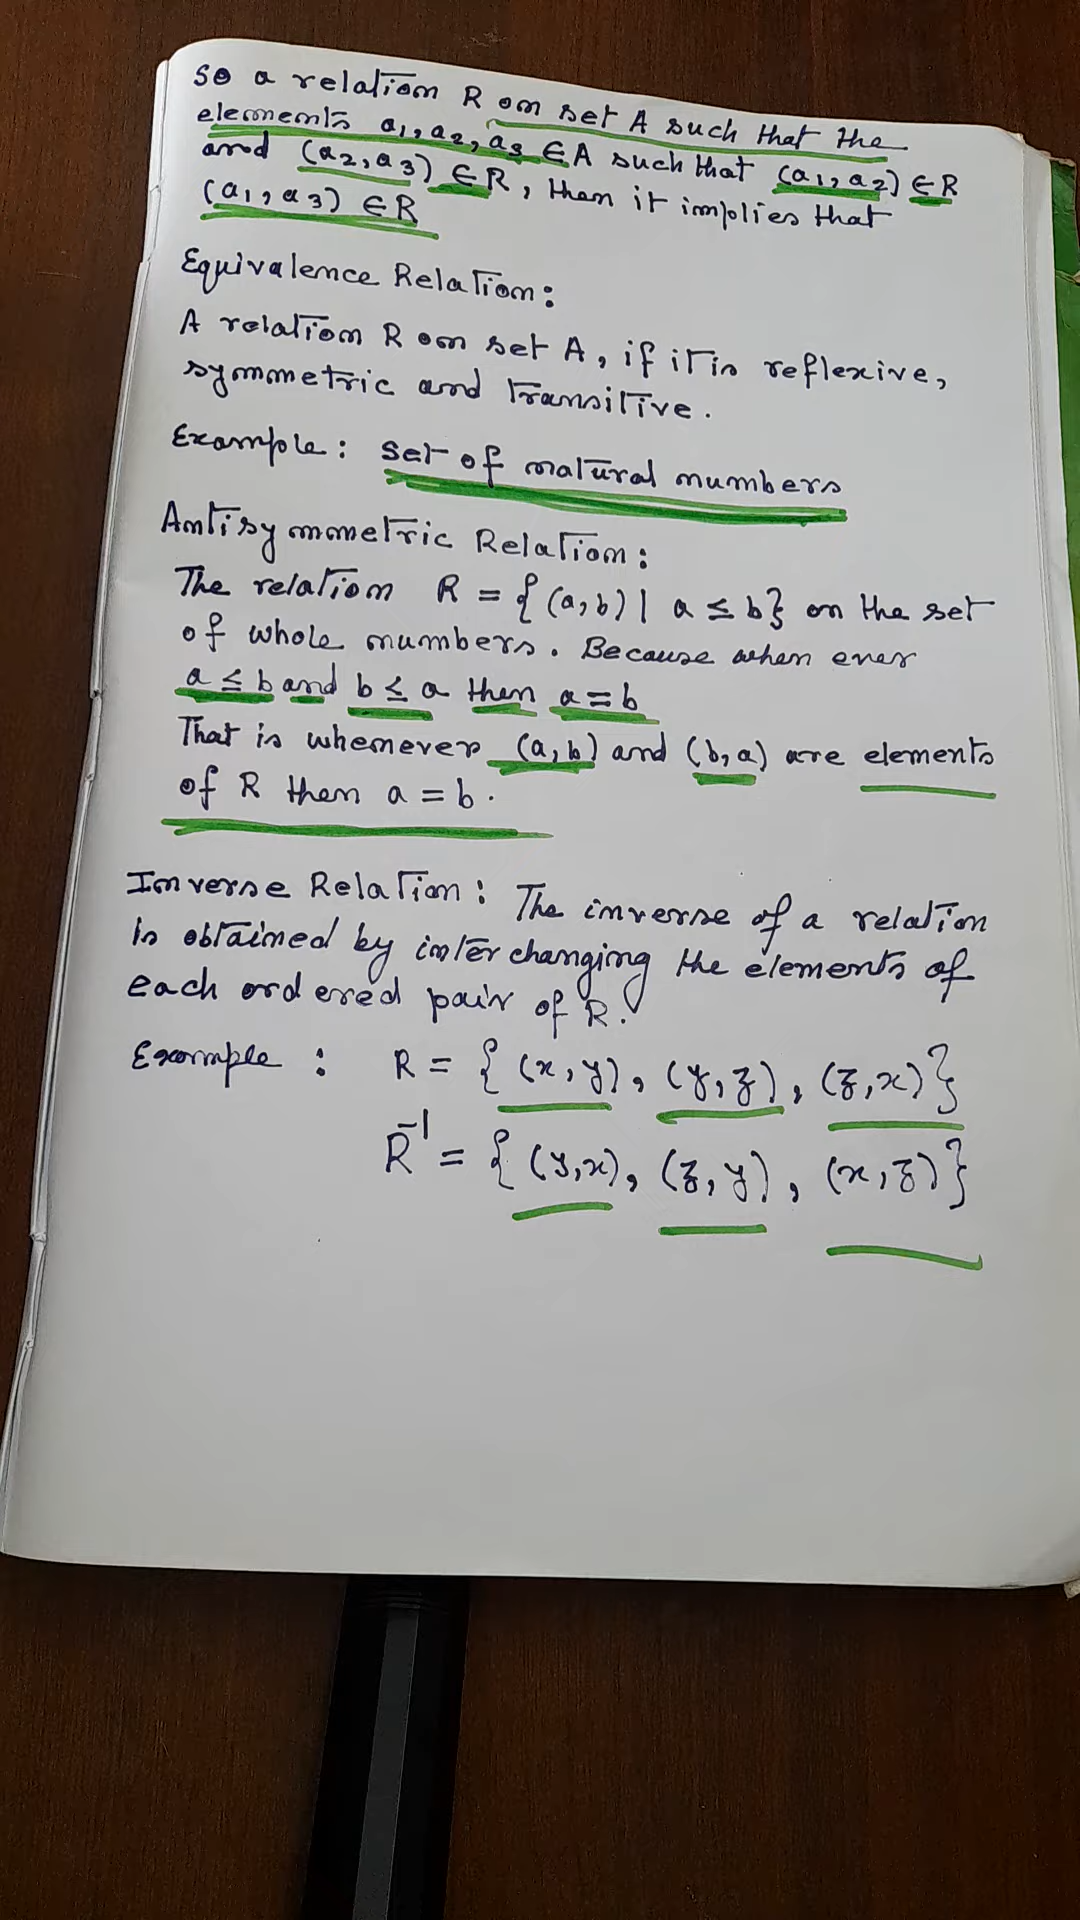 So a relation R on set A such that the
elements a₁, a₂, a₃ ∈ A such that (a₁, a₂) ∈ R
and (a₂, a₃) ∈ R, then it implies that
(a₁, a₃) ∈ R
Equivalence Relation:
A relation R on set A, if it is reflexive,
symmetric and Transitive.
Example: set of natural numbers
Antisymmetric Relation:
The relation R = {(a,b) | a ≤ b} on the set
of whole numbers. Because when ever
a ≤ b and b ≤ a then a = b
That is whenever (a,b) and (b,a) are elements
of R then a = b.
Inverse Relation: The inverse of a relation
is obtained by interchanging the elements of
each ordered pair of R.
Example: R = {(x,y), (y,z), (z,x)}
R⁻¹ = {(y,x), (z,y), (x,z)}